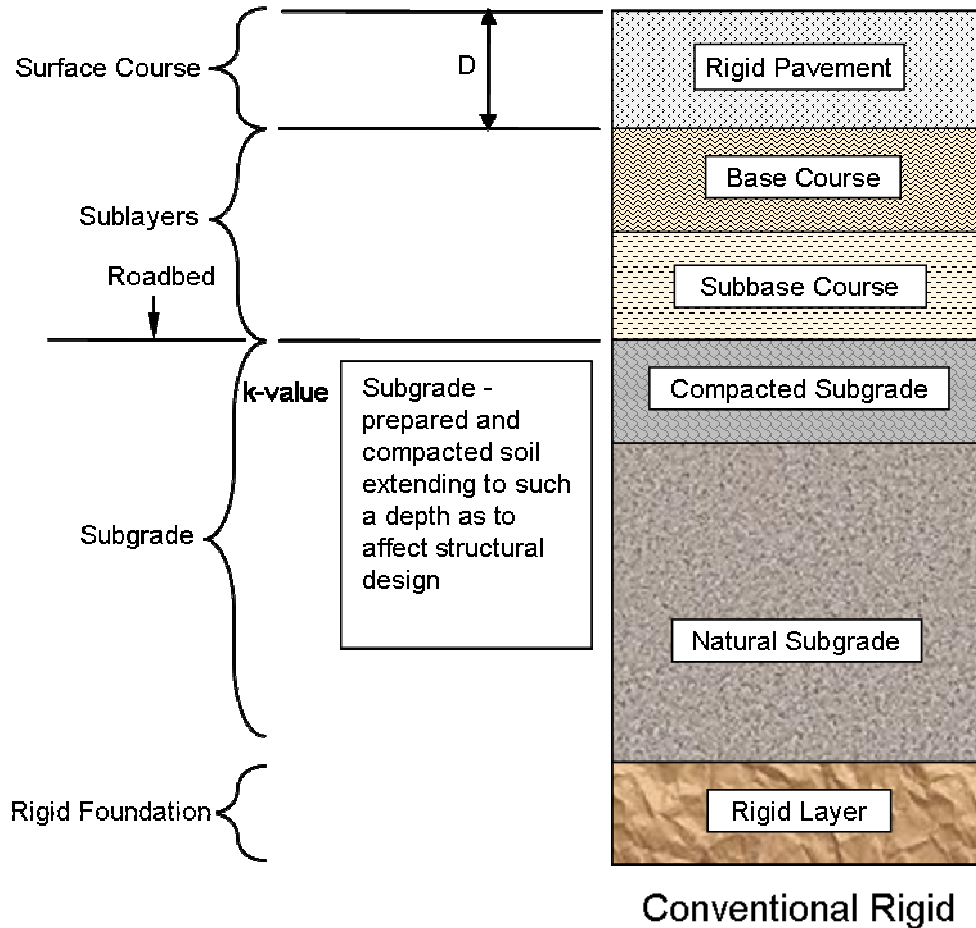 Surface Course
D
Rigid Pavement
Base Course
Sublayers
Roadbed
Subbase Course
k-value
Subgrade -
prepared and
compacted soil
extending to such
a depth as to
affect structural
design
Compacted Subgrade
Subgrade
Natural Subgrade
Rigid Foundation
Rigid Layer
Conventional Rigid